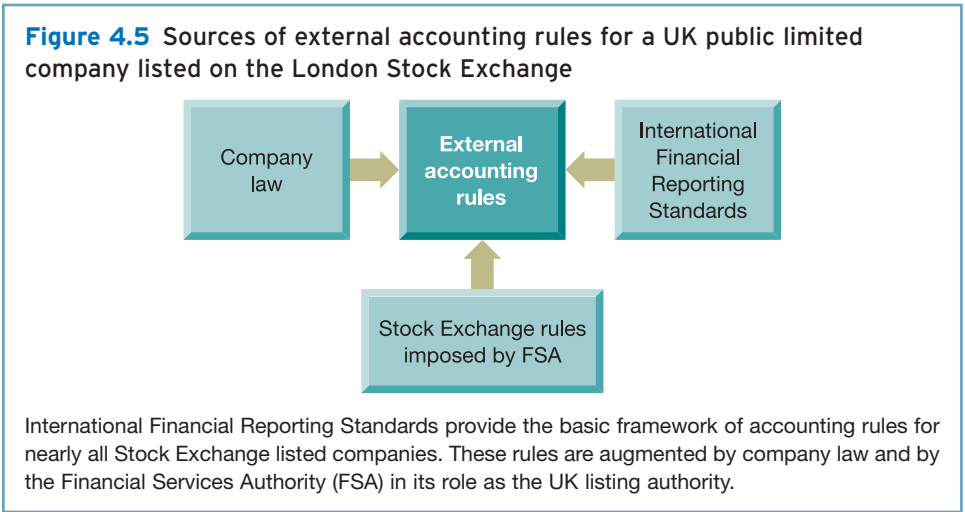 Figure 4.5 Sources of external accounting rules for a UK public limited
company listed on the London Stock Exchange
Company
law
External
accounting
rules
International
Financial
Reporting
Standards
Stock Exchange rules
imposed by FSA
International Financial Reporting Standards provide the basic framework of accounting rules for
nearly all Stock Exchange listed companies. These rules are augmented by company law and by
the Financial Services Authority (FSA) in its role as the UK listing authority.